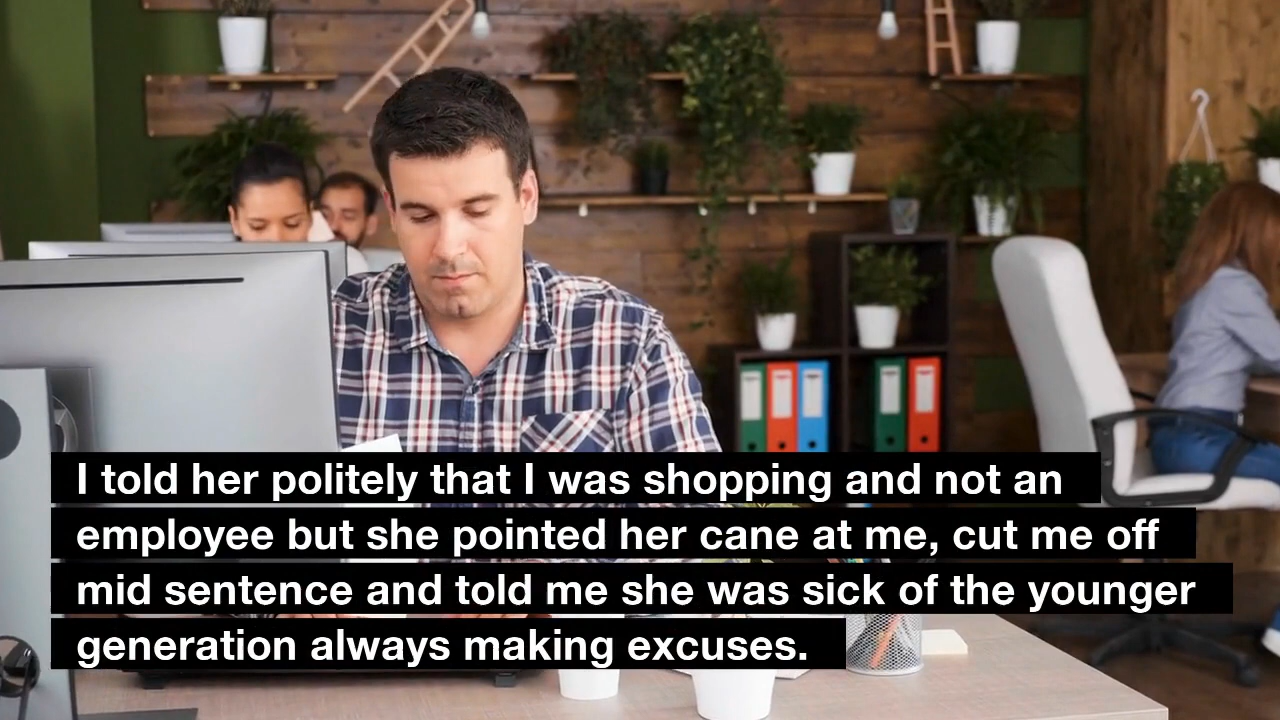 I told her politely that I was shopping and not an
employee but she pointed her cane at me, cut me off
mid sentence and told me she was sick of the younger
generation always making excuses.